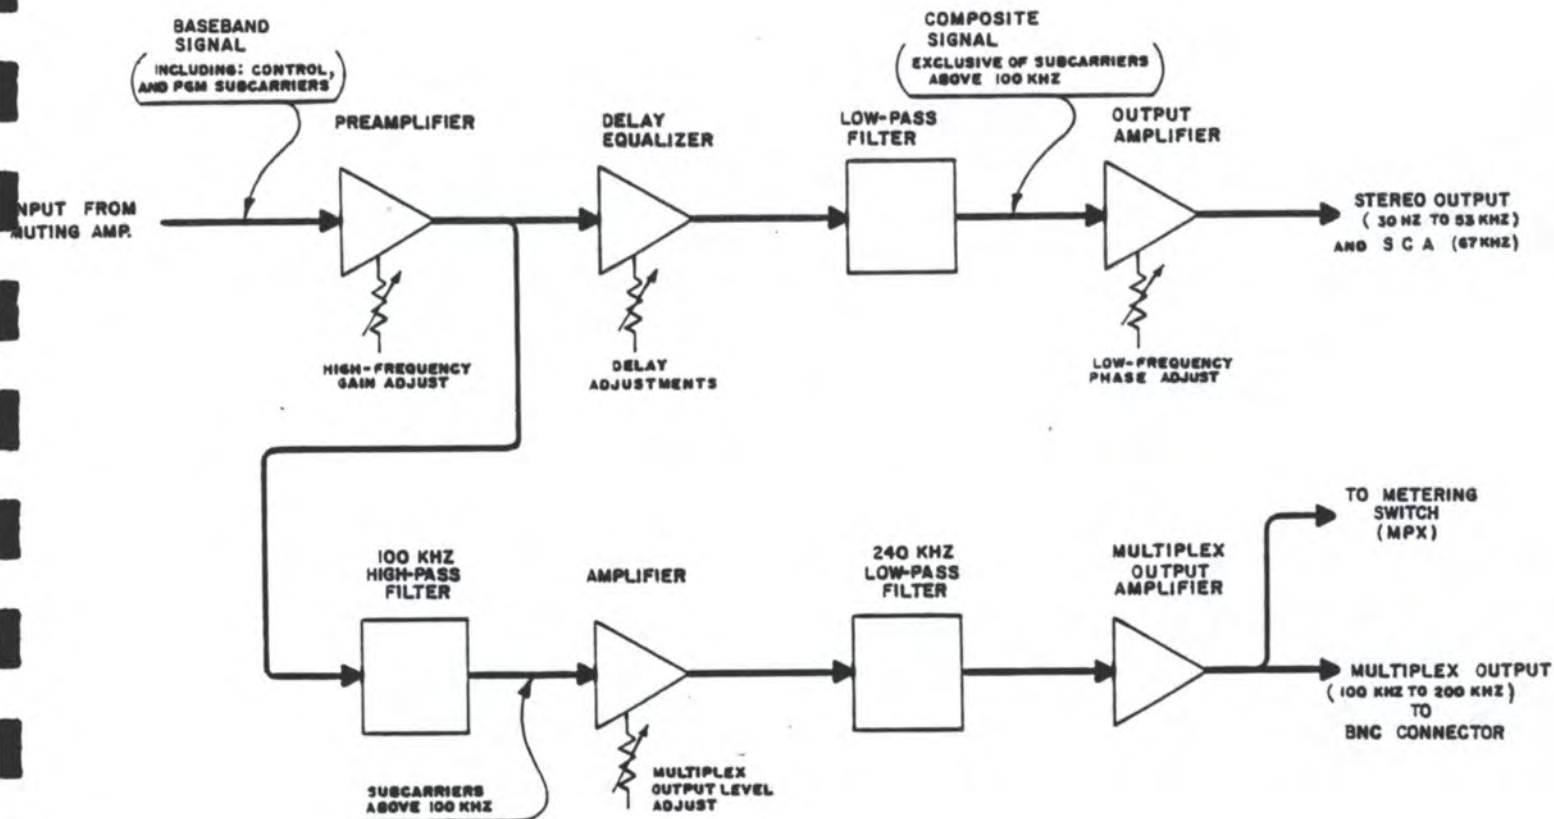 BASEBAND
SIGNAL
(INCLUDING: CONTROL,
AND PGM SUBCARRIERS)
COMPOSITE
SIGNAL
(EXCLUSIVE OF SUBCARRIERS
ABOVE 100 KHZ)
PREAMPLIFIER
DELAY
EQUALIZER
LOW-PASS
FILTER
OUTPUT
AMPLIFIER
NPUT FROM
MUTING AMP.
STEREO OUTPUT
(30 HZ TO 53 KHZ)
AND SCA (67 KHZ)
HIGH-FREQUENCY
GAIN ADJUST
DELAY
ADJUSTMENTS
LOW-FREQUENCY
PHASE ADJUST
TO METERING
SWITCH
(MPX)
100 KHZ
HIGH-PASS
FILTER
AMPLIFIER
240 KHZ
LOW-PASS
FILTER
MULTIPLEX
OUTPUT
AMPLIFIER
MULTIPLEX OUTPUT
(100 KHZ TO 200 KHZ)
TO
BNC CONNECTOR
SUBCARRIERS
ABOVE 100 KHZ
MULTIPLEX
OUTPUT LEVEL
ADJUST